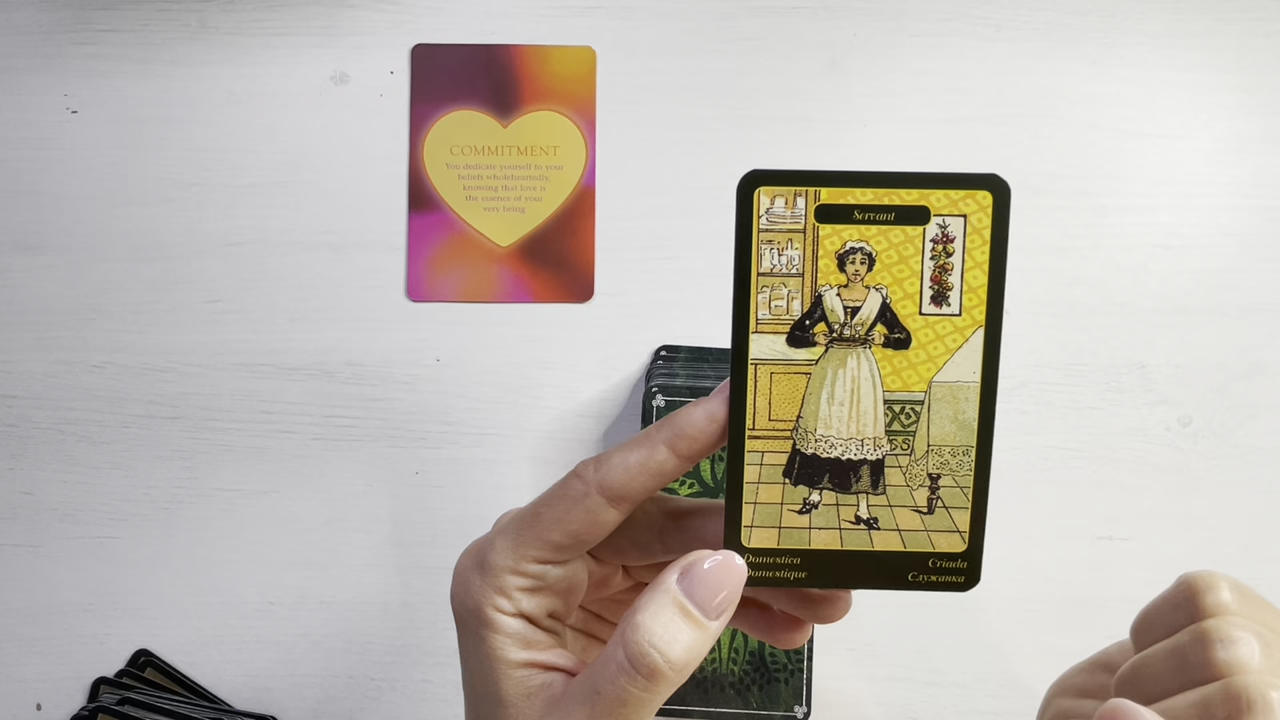 COMMITMENT
You dedicate yourself to your
beliefs wholeheartedly,
knowing that love is
the essence of your
very being
Servant
Domestica
Domestique
Criada
Служанка